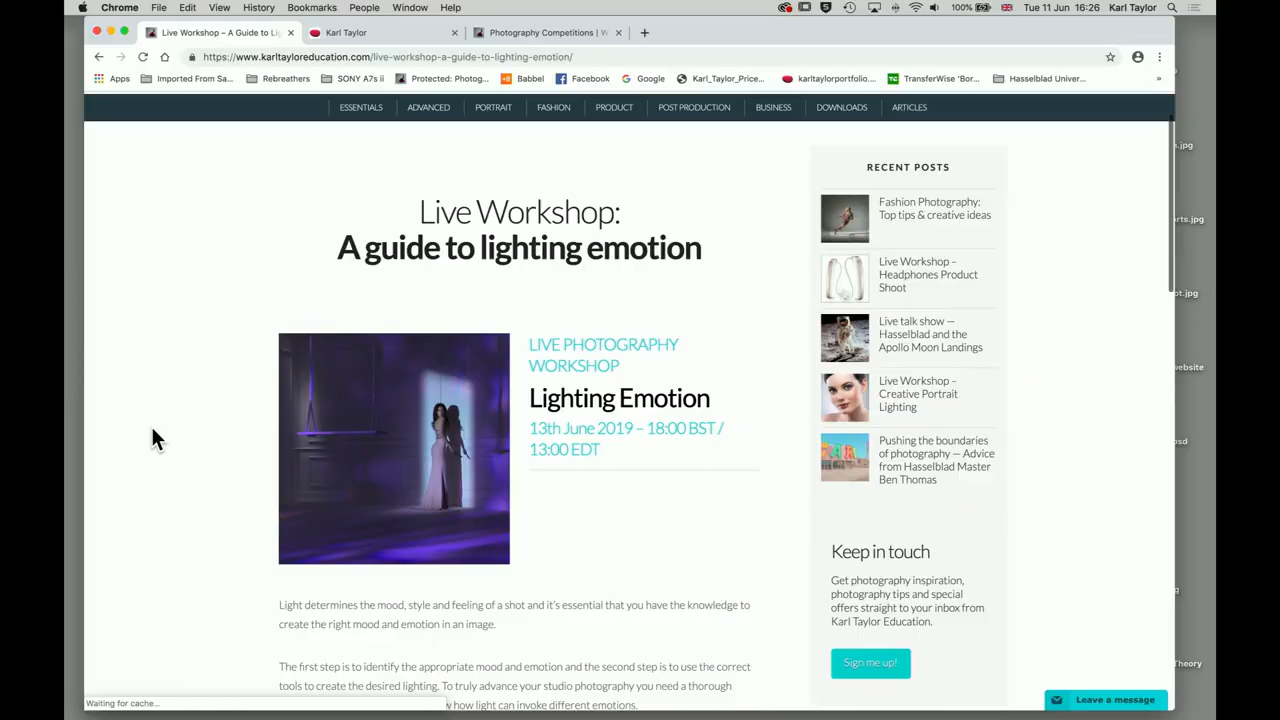 Chrome File Edit View History Bookmarks People Window Help 100% Tue 11 Jun 16:26 Karl Taylor
Live Workshop – A Guide to Li
Karl Taylor
Photography Competitions | W
https://www.karltayloreducation.com/live-workshop-a-guide-to-lighting-emotion/
Apps Imported From Sa... Rebreathers SONY A7s ii Protected: Photog... Babbel Facebook Google Karl_Taylor_Price... karltaylorportfolio.... TransferWise 'Bor... Hasselblad Univer... »
ESSENTIALS ADVANCED PORTRAIT FASHION PRODUCT POST PRODUCTION BUSINESS DOWNLOADS ARTICLES
Live Workshop:
A guide to lighting emotion
LIVE PHOTOGRAPHY
WORKSHOP
Lighting Emotion
13th June 2019 – 18:00 BST /
13:00 EDT
Light determines the mood, style and feeling of a shot and it's essential that you have the knowledge to
create the right mood and emotion in an image.
The first step is to identify the appropriate mood and emotion and the second step is to use the correct
tools to create the desired lighting. To truly advance your studio photography you need a thorough
how light can invoke different emotions.
Waiting for cache...
RECENT POSTS
Fashion Photography:
Top tips & creative ideas
Live Workshop –
Headphones Product
Shoot
Live talk show —
Hasselblad and the
Apollo Moon Landings
Live Workshop –
Creative Portrait
Lighting
Pushing the boundaries
of photography — Advice
from Hasselblad Master
Ben Thomas
Keep in touch
Get photography inspiration,
photography tips and special
offers straight to your inbox from
Karl Taylor Education.
Sign me up!
Leave a message
n.jpg
rts.jpg
ot.jpg
website
psd
g
Theory